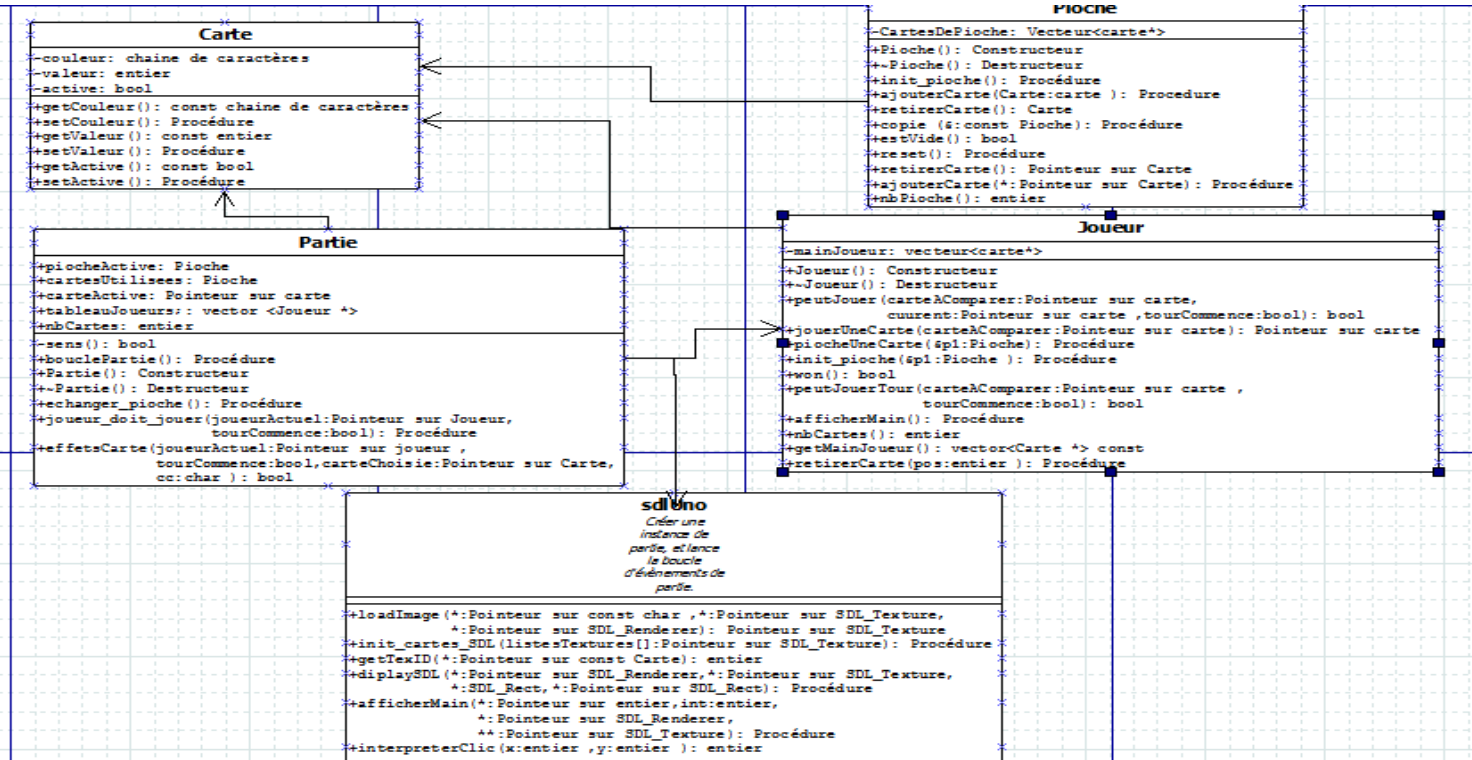 Carte
-couleur: chaine de caractères
-valeur: entier
-active: bool
+getCouleur(): const chaine de caractères
+setCouleur(): Procédure
+getValeur(): const entier
+setValeur(): Procédure
+getActive(): const bool
+setActive(): Procédure
Pioche
-CartesDePioche: Vecteur<carte*>
+Pioche(): Constructeur
+~Pioche(): Destructeur
+init_pioche(): Procédure
+ajouterCarte(Carte:carte ): Procedure
+retirerCarte(): Carte
+copie (&:const Pioche): Procédure
+estVide(): bool
+reset(): Procédure
+retirerCarte(): Pointeur sur Carte
+ajouterCarte(*:Pointeur sur Carte): Procédure
+nbPioche(): entier
Partie
+piocheActive: Pioche
+cartesUtilisees: Pioche
+carteActive: Pointeur sur carte
+tableauJoueurs;: vector <Joueur *>
+nbCartes: entier
-sens(): bool
+bouclePartie(): Procédure
+Partie(): Constructeur
+~Partie(): Destructeur
+echanger_pioche(): Procédure
+joueur_doit_jouer(joueurActuel:Pointeur sur Joueur,
tourCommence:bool): Procédure
+effetsCarte(joueurActuel:Pointeur sur joueur ,
tourCommence:bool,carteChoisie:Pointeur sur Carte,
cc:char ): bool
Joueur
-mainJoueur: vecteur<carte*>
+Joueur(): Constructeur
+~Joueur(): Destructeur
+peutJouer(carteAComparer:Pointeur sur carte,
cuurent:Pointeur sur carte ,tourCommence:bool): bool
+jouerUneCarte(carteAComparer:Pointeur sur carte): Pointeur sur carte
+piocheUneCarte(&p1:Pioche): Procédure
+init_pioche(&p1:Pioche ): Procédure
+won(): bool
+peutJouerTour(carteAComparer:Pointeur sur carte ,
tourCommence:bool): bool
+afficherMain(): Procédure
+nbCartes(): entier
+getMainJoueur(): vector<Carte *> const
+retirerCarte(pos:entier ): Procédure
sdlUno
Créer une
instance de
partie, et lance
la boucle
d'évènements de
partie.
+loadImage(*:Pointeur sur const char ,*:Pointeur sur SDL_Texture,
*:Pointeur sur SDL_Renderer): Pointeur sur SDL_Texture
+init_cartes_SDL(listesTextures[]:Pointeur sur SDL_Texture): Procédure
+getTexID(*:Pointeur sur const Carte): entier
+diplaySDL(*:Pointeur sur SDL_Renderer,*:Pointeur sur SDL_Texture,
*:SDL_Rect,*:Pointeur sur SDL_Rect): Procédure
+afficherMain(*:Pointeur sur entier,int:entier,
*:Pointeur sur SDL_Renderer,
**:Pointeur sur SDL_Texture): Procédure
+interpreterClic(x:entier ,y:entier ): entier